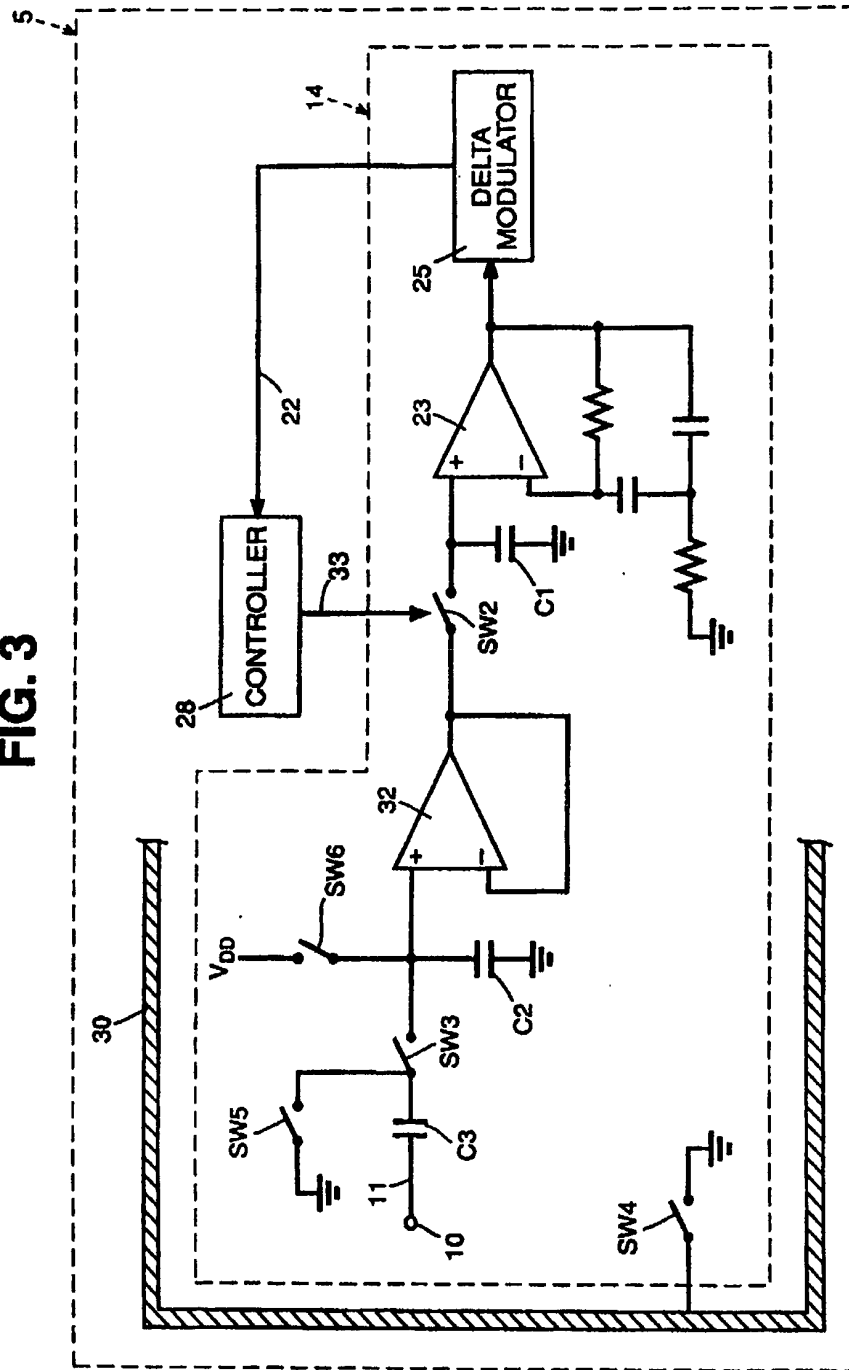 FIG. 3
5
14
30
28
CONTROLLER
22
33
25
DELTA
MODULATOR
VDD
SW6
SW5
SW3
C3
11
10
C2
32
+
−
SW2
C1
23
+
−
SW4